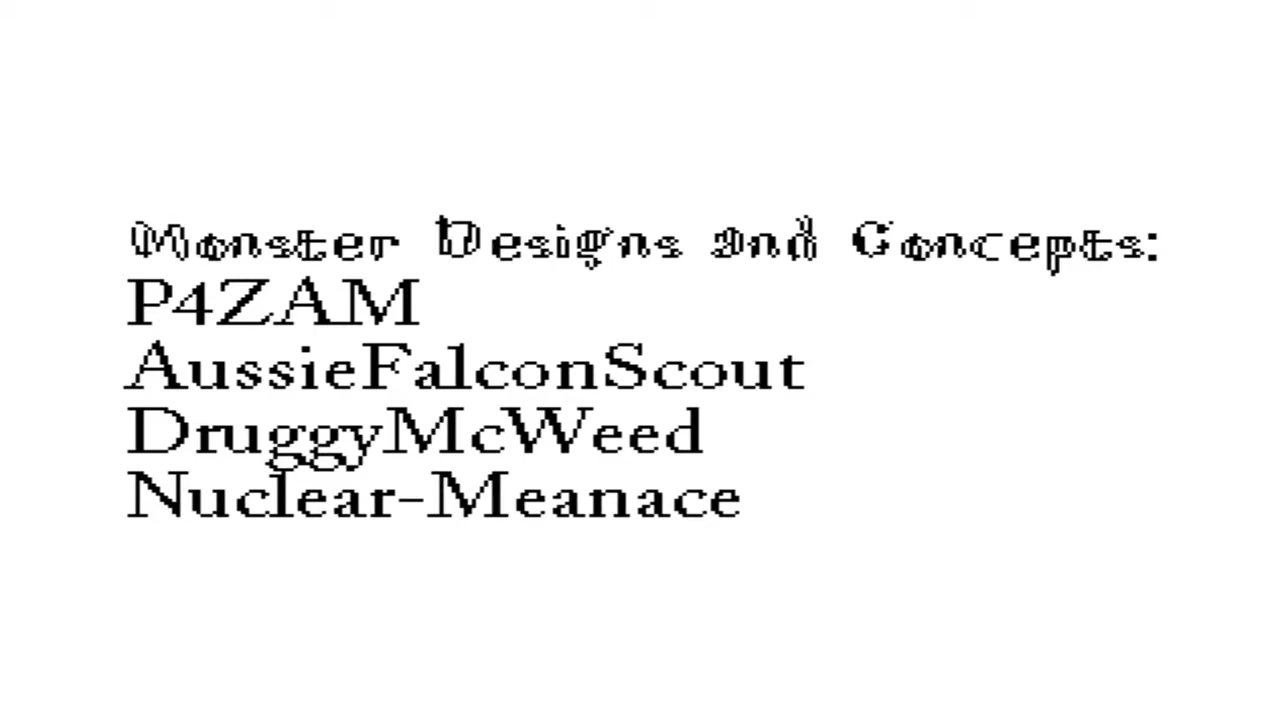 Monster Designs and Concepts:
P4ZAM
AussieFalconScout
DruggyMcWeed
Nuclear-Meanace